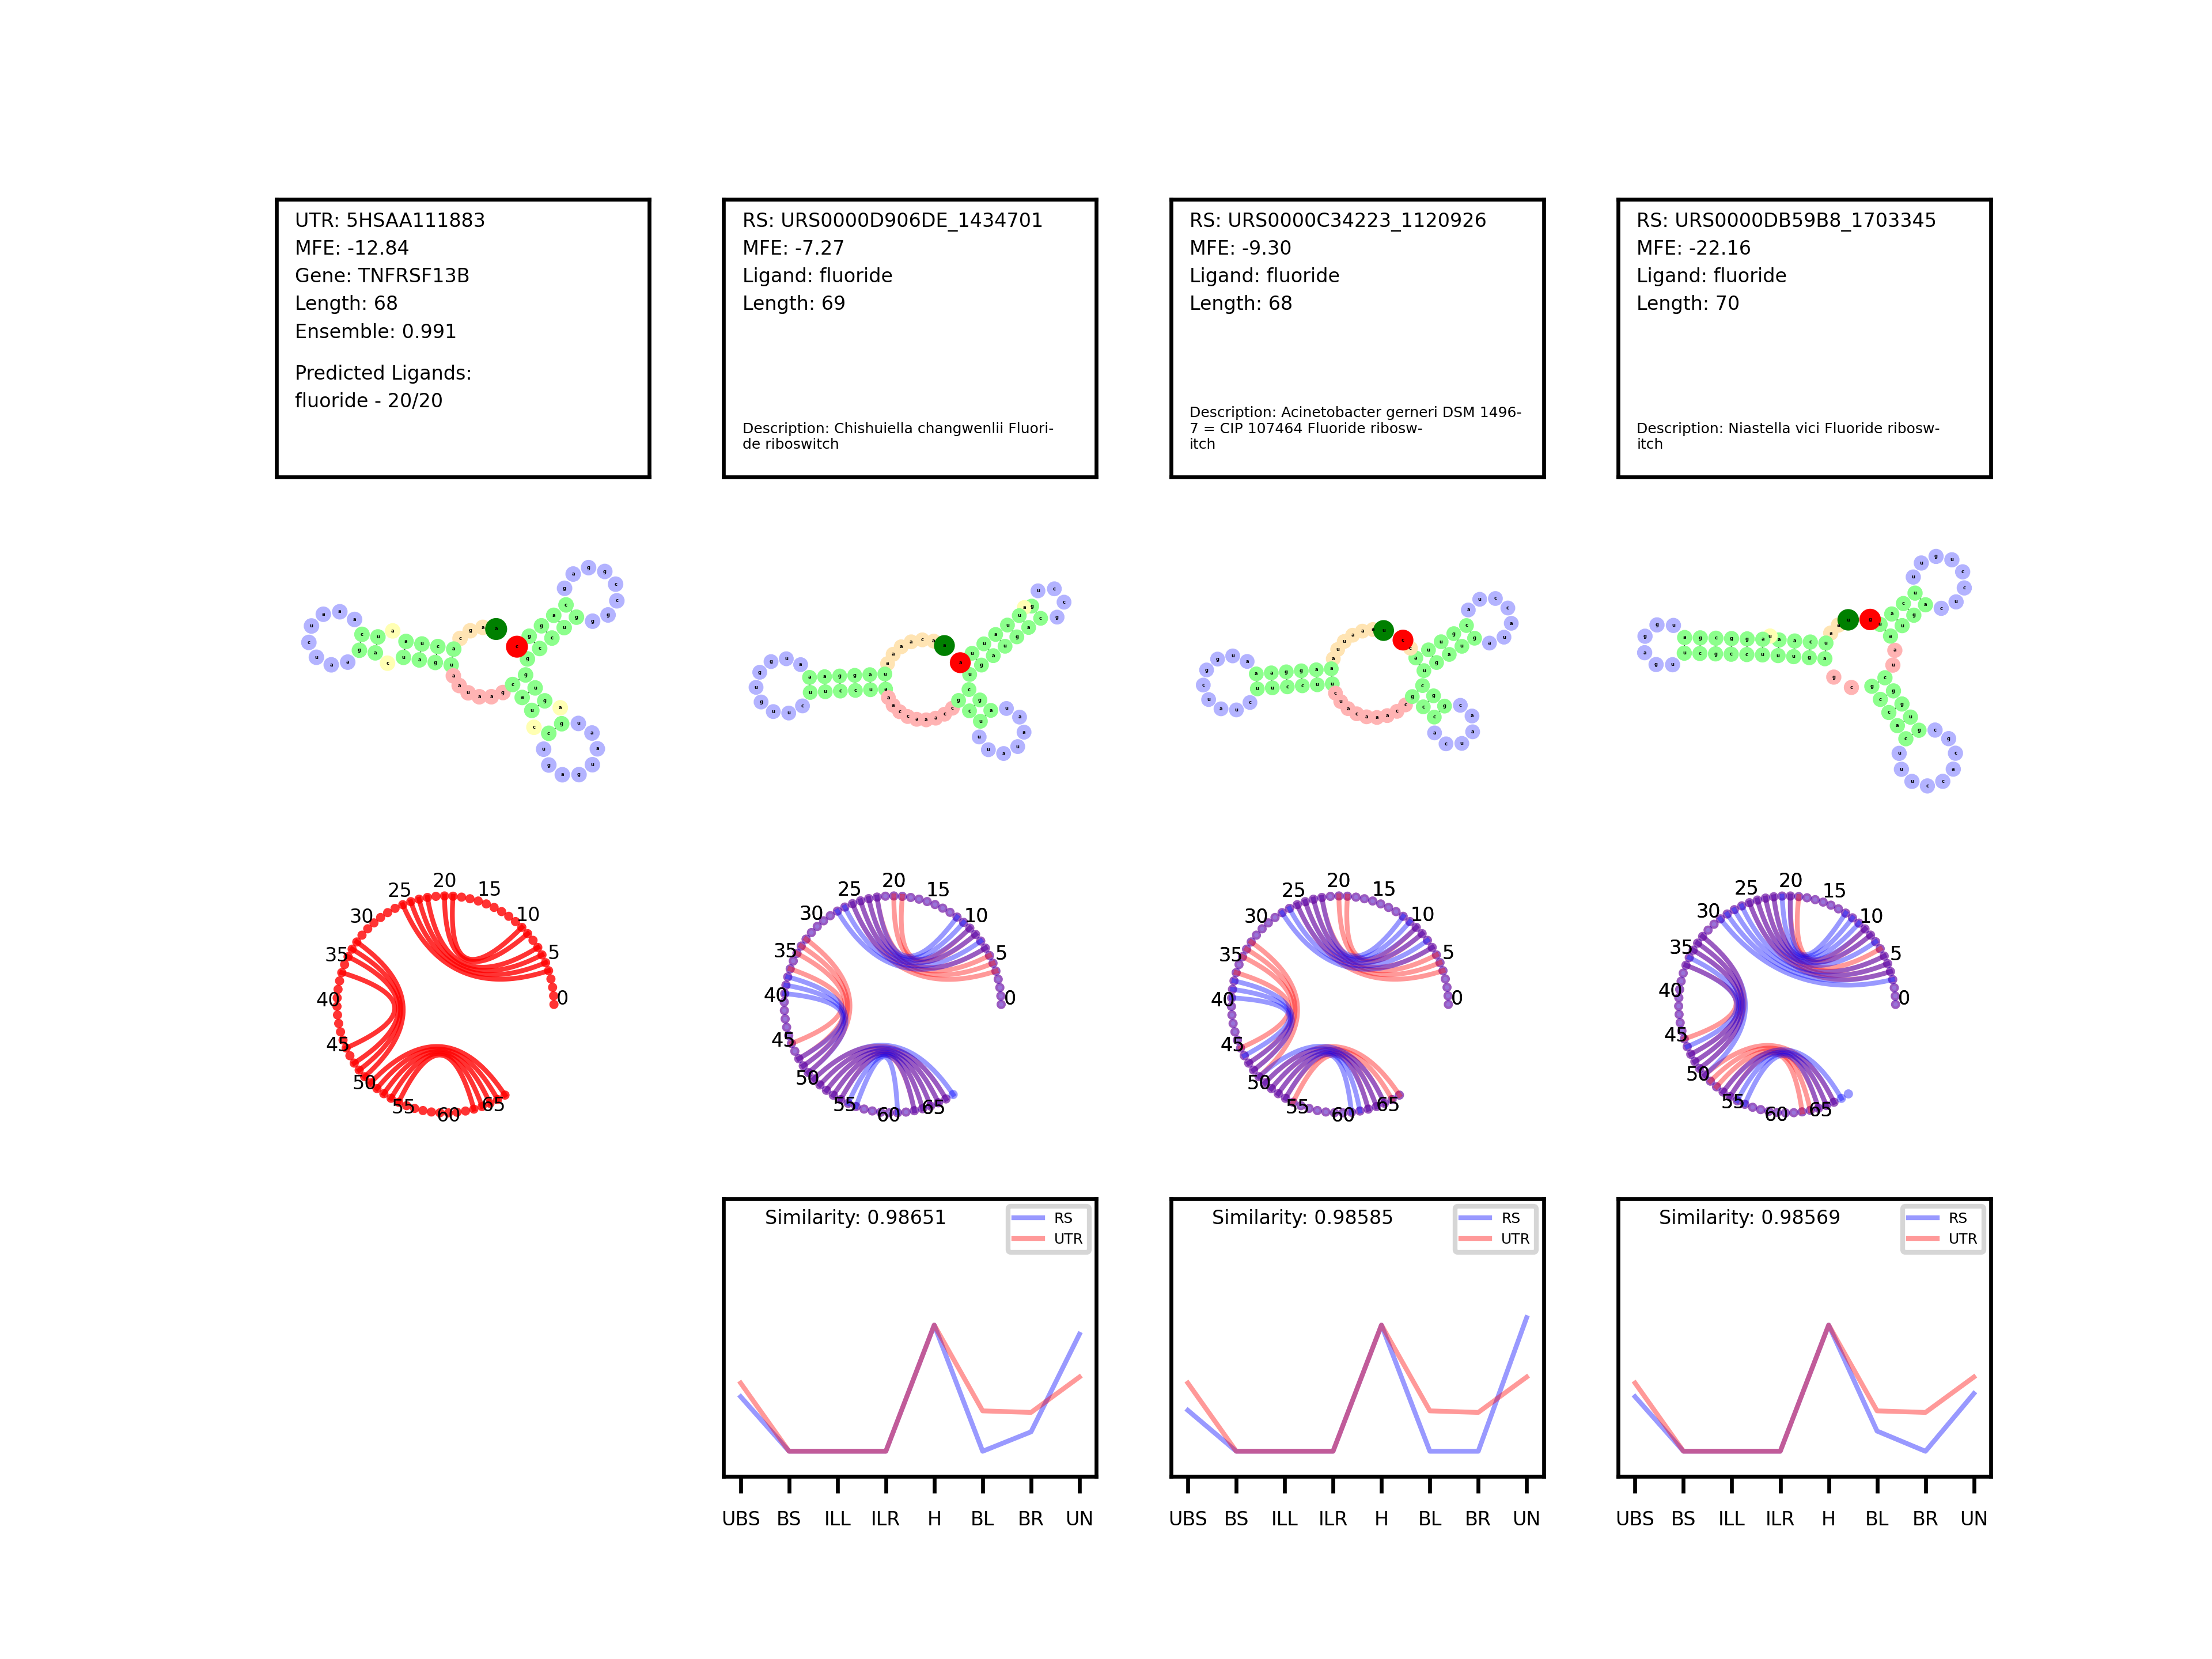 UTR: 5HSAA111883
MFE: -12.84
Gene: TNFRSF13B
Length: 68
Ensemble: 0.991
Predicted Ligands:
fluoride - 20/20
RS: URS0000D906DE_1434701
MFE: -7.27
Ligand: fluoride
Length: 69
Description: Chishuiella changwenlii Fluori-
de riboswitch
RS: URS0000C34223_1120926
MFE: -9.30
Ligand: fluoride
Length: 68
Description: Acinetobacter gerneri DSM 1496-
7 = CIP 107464 Fluoride ribosw-
itch
RS: URS0000DB59B8_1703345
MFE: -22.16
Ligand: fluoride
Length: 70
Description: Niastella vici Fluoride ribosw-
itch
0 5 10 15 20 25 30 35 40 45 50 55 60 65
0 5 10 15 20 25 30 35 40 45 50 55 60 65
0 5 10 15 20 25 30 35 40 45 50 55 60 65
0 5 10 15 20 25 30 35 40 45 50 55 60 65
Similarity: 0.98651
RS
UTR
UBS BS ILL ILR H BL BR UN
Similarity: 0.98585
RS
UTR
UBS BS ILL ILR H BL BR UN
Similarity: 0.98569
RS
UTR
UBS BS ILL ILR H BL BR UN